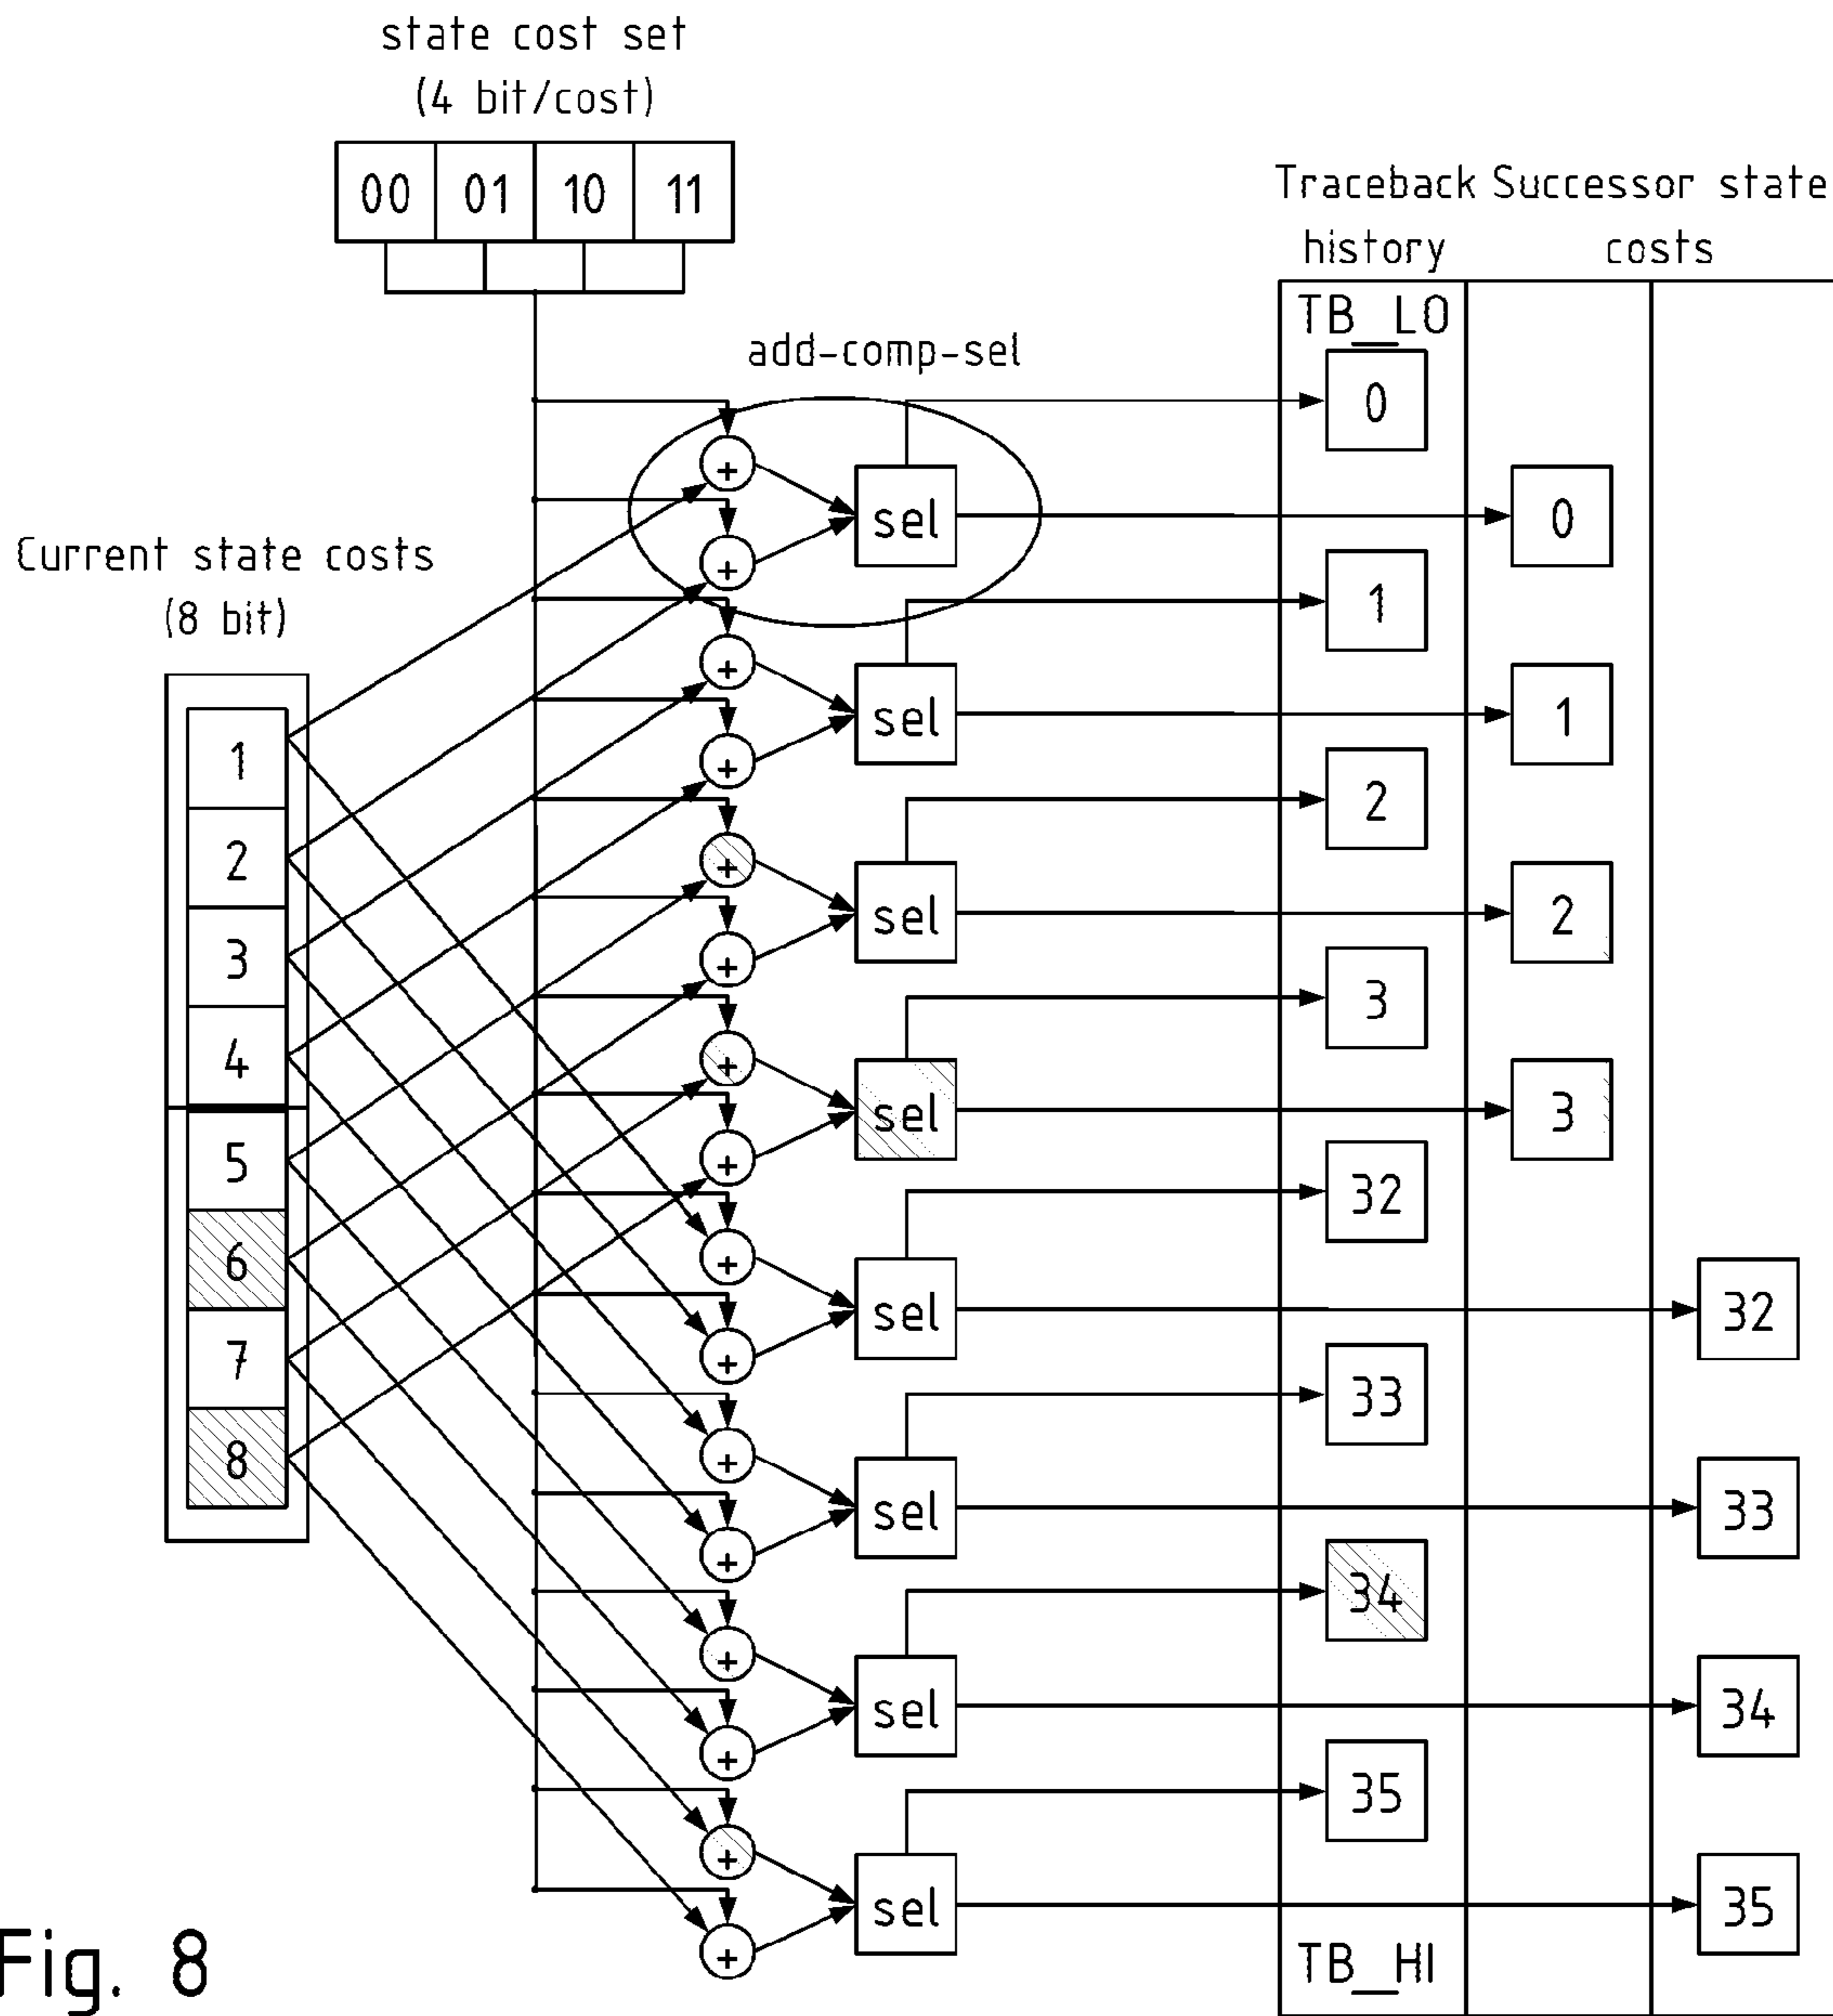 state cost set
(4 bit/cost)
00 01 10 11
Traceback Successor state
history costs
TB_LO
add-comp-sel
0
+
sel
0
+
Current state costs
(8 bit)
1
+
sel
1
+
1
2
+
2
sel
2
+
3
3
+
4
sel
3
+
5
32
+
6
sel
32
+
7
33
+
8
sel
33
+
34
+
sel
34
+
35
+
sel
35
+
TB_HI
Fig. 8